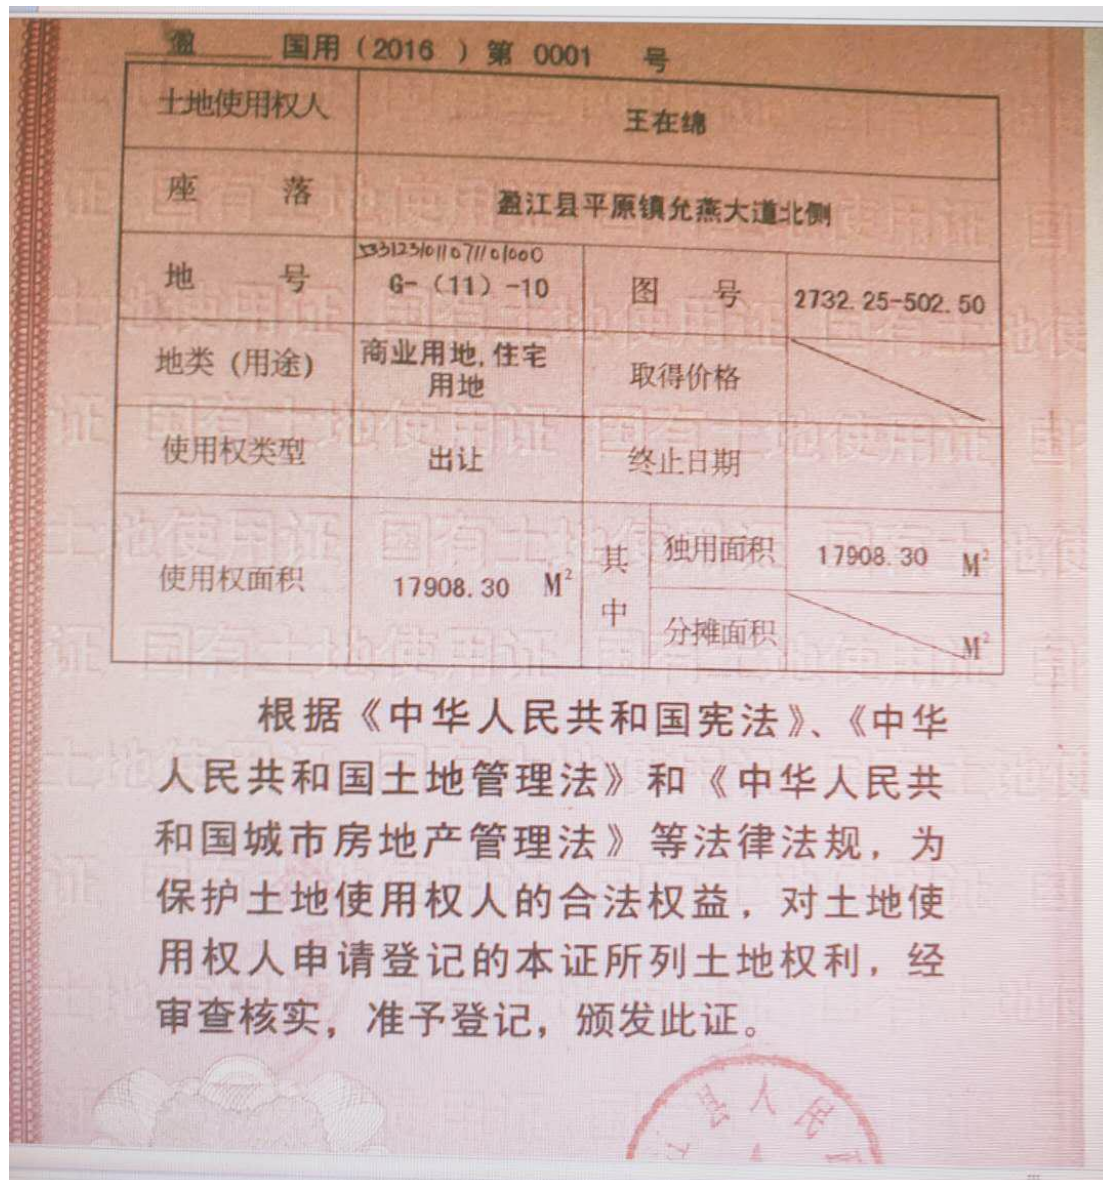 盈 国用（2016 ）第 0001 号
土地使用权人 王在绵
座 落 盈江县平原镇允燕大道北侧
地 号 G-（11）-10 图 号 2732.25-502.50
地类（用途） 商业用地,住宅用地 取得价格
使用权类型 出让 终止日期
使用权面积 17908.30 M² 其中 独用面积 17908.30 M²
分摊面积 M²
根据《中华人民共和国宪法》、《中华
人民共和国土地管理法》和《中华人民共
和国城市房地产管理法》等法律法规，为
保护土地使用权人的合法权益，对土地使
用权人申请登记的本证所列土地权利，经
审查核实，准予登记，颁发此证。
江县人民